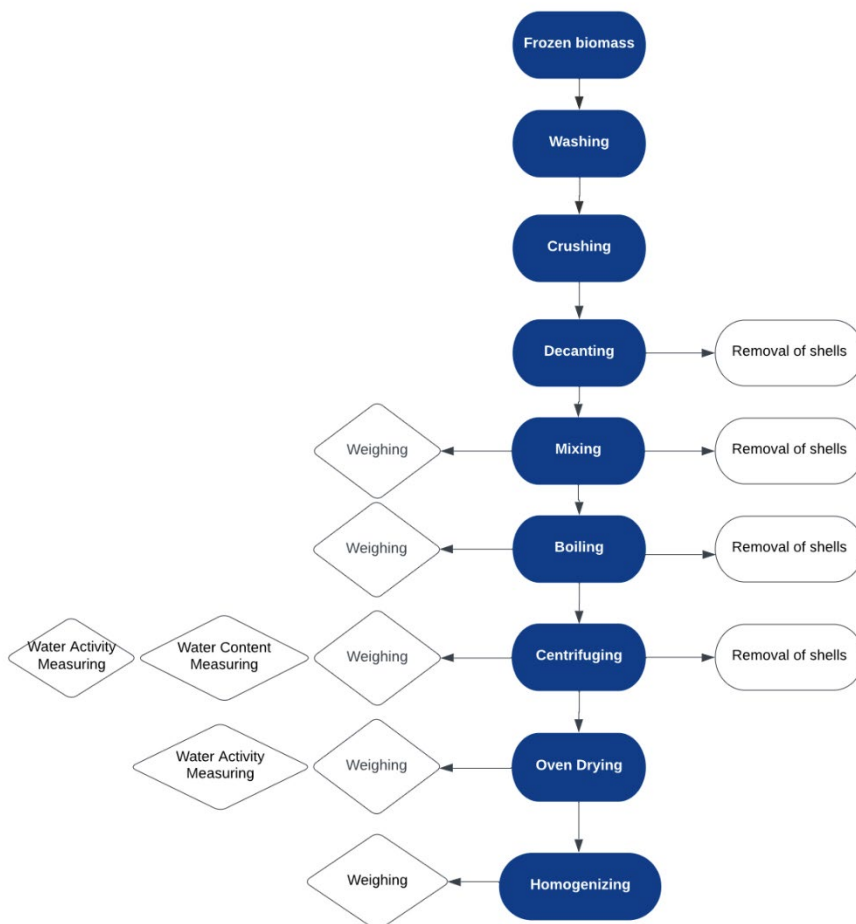 Frozen biomass
Washing
Crushing
Decanting
Removal of shells
Weighing
Mixing
Removal of shells
Weighing
Boiling
Removal of shells
Water Activity
Measuring
Water Content
Measuring
Weighing
Centrifuging
Removal of shells
Water Activity
Measuring
Weighing
Oven Drying
Weighing
Homogenizing